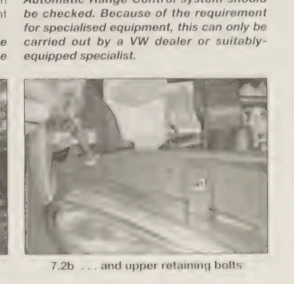 Automatic Range Control system should
be checked. Because of the requirement
for specialised equipment, this can only be
carried out by a VW dealer or suitably-
equipped specialist.
7.2b . . . and upper retaining bolts